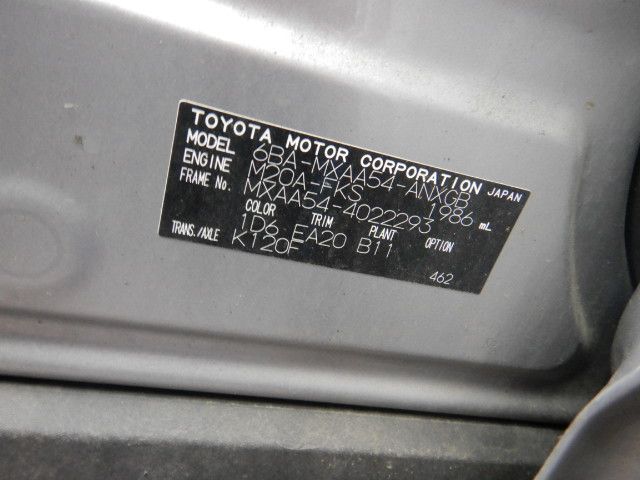 TOYOTA MOTOR CORPORATION JAPAN
MODEL 6BA-MXAA54-ANXGB
ENGINE M20A-FKS 1986 mL
FRAME No. MXAA54-4022293
COLOR TRIM PLANT OPTION
1D6 EA20 B11
TRANS./AXLE K120F
462